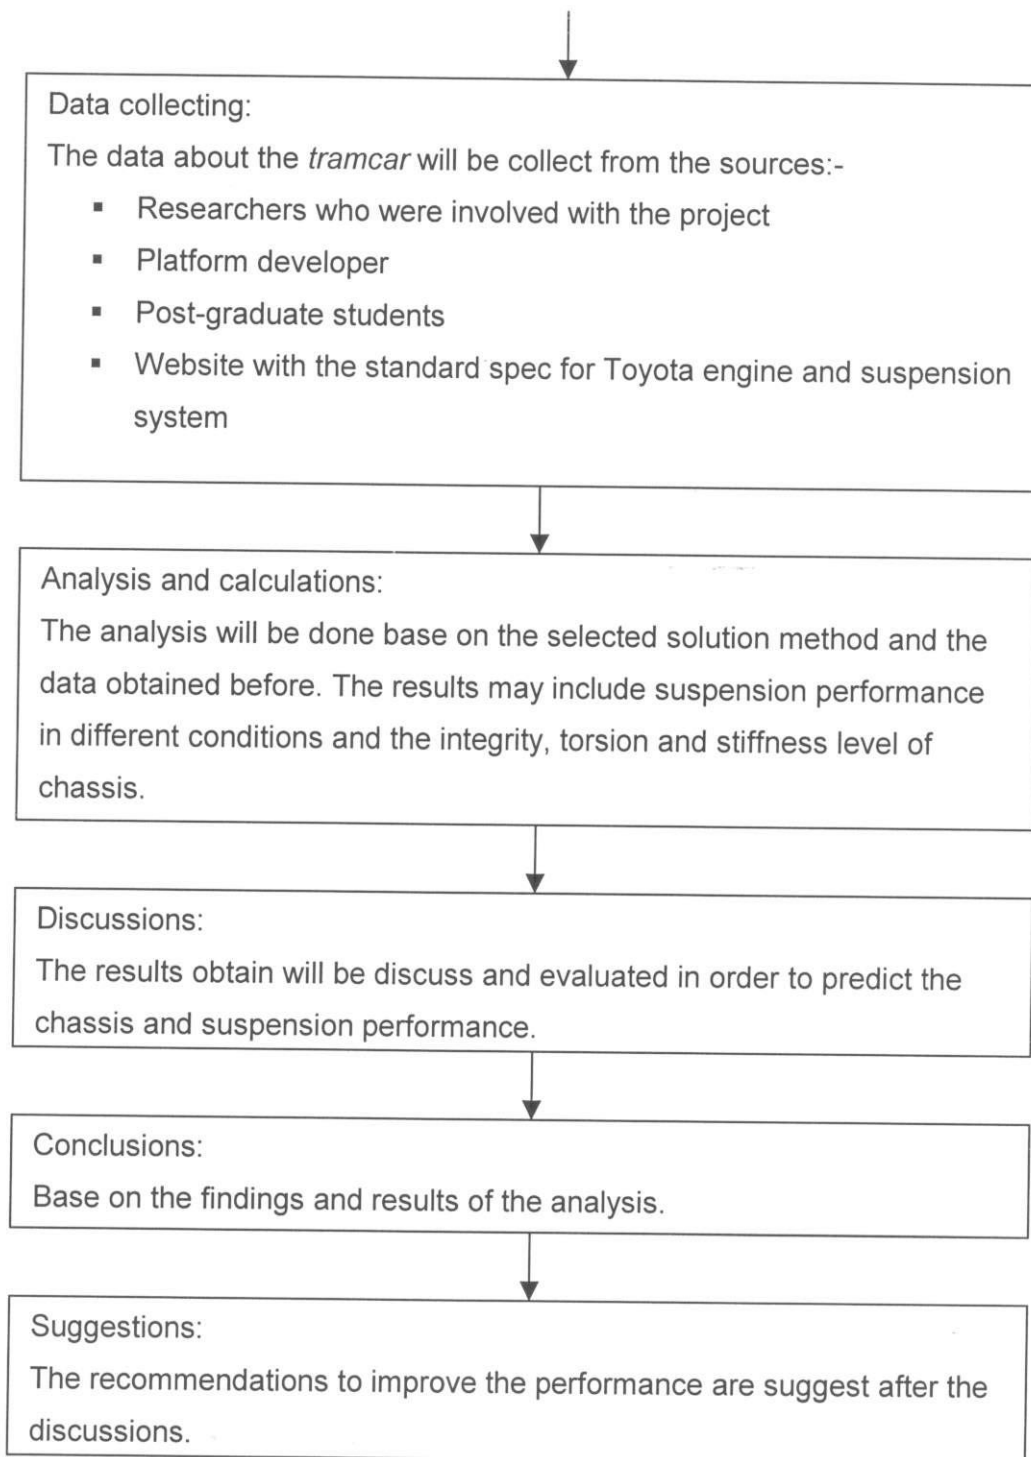 Data collecting:
The data about the tramcar will be collect from the sources:-
▪ Researchers who were involved with the project
▪ Platform developer
▪ Post-graduate students
▪ Website with the standard spec for Toyota engine and suspension
system
Analysis and calculations:
The analysis will be done base on the selected solution method and the
data obtained before. The results may include suspension performance
in different conditions and the integrity, torsion and stiffness level of
chassis.
Discussions:
The results obtain will be discuss and evaluated in order to predict the
chassis and suspension performance.
Conclusions:
Base on the findings and results of the analysis.
Suggestions:
The recommendations to improve the performance are suggest after the
discussions.